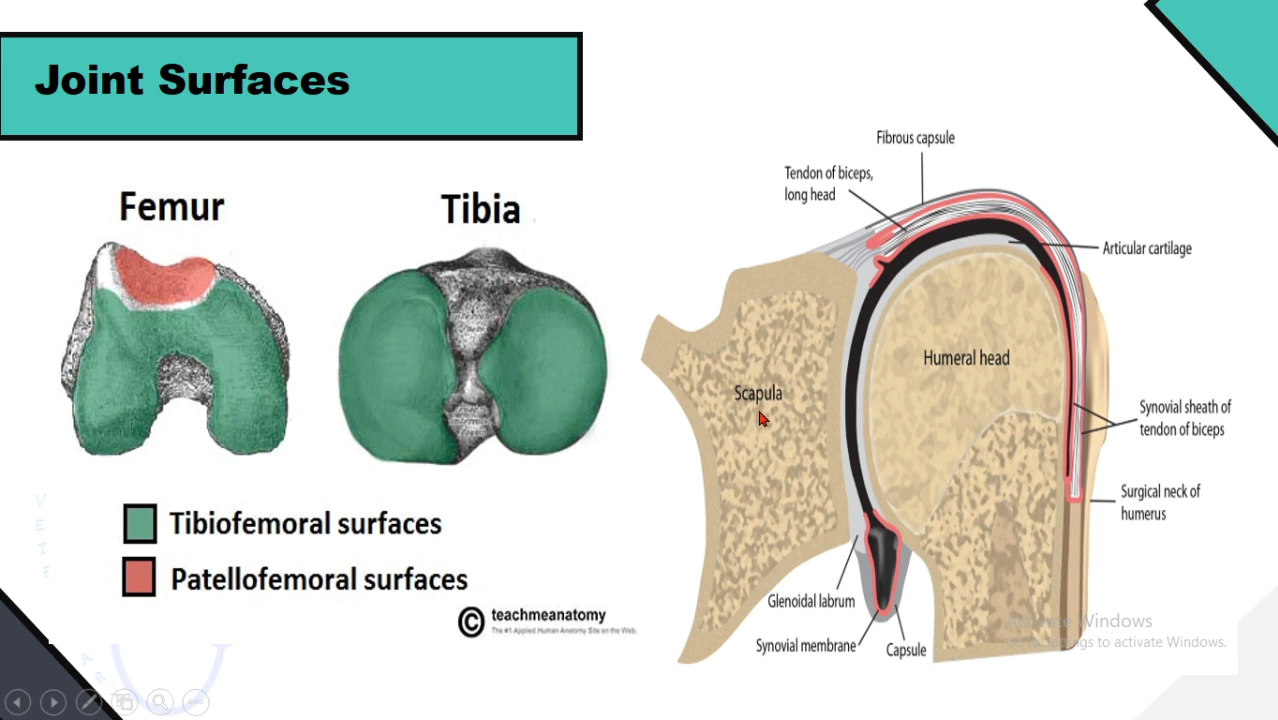 Joint Surfaces
Femur
Tibia
Tibiofemoral surfaces
Patellofemoral surfaces
© teachmeanatomy
The #1 Applied Human Anatomy Site on the Web.
Fibrous capsule
Tendon of biceps,
long head
Articular cartilage
Humeral head
Scapula
Synovial sheath of
tendon of biceps
Surgical neck of
humerus
Glenoidal labrum
Synovial membrane
Capsule
Activate Windows
Go to Settings to activate Windows.
V
E
T
E